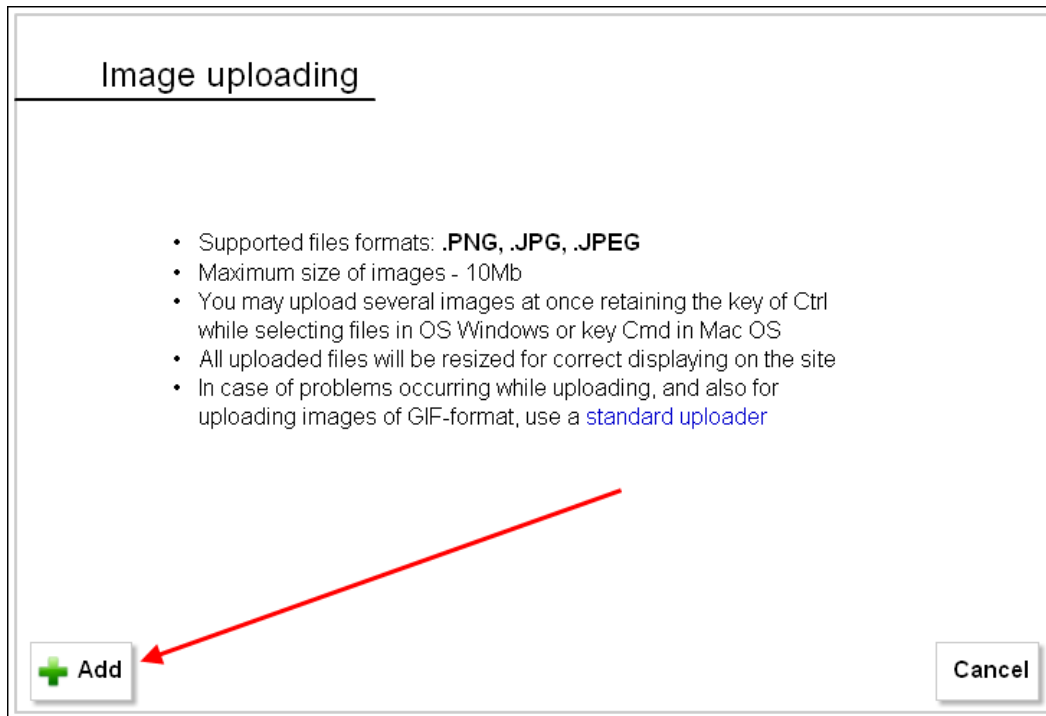 Image uploading
• Supported files formats: .PNG, .JPG, .JPEG
• Maximum size of images - 10Mb
• You may upload several images at once retaining the key of Ctrl
while selecting files in OS Windows or key Cmd in Mac OS
• All uploaded files will be resized for correct displaying on the site
• In case of problems occurring while uploading, and also for
uploading images of GIF-format, use a standard uploader
Add
Cancel